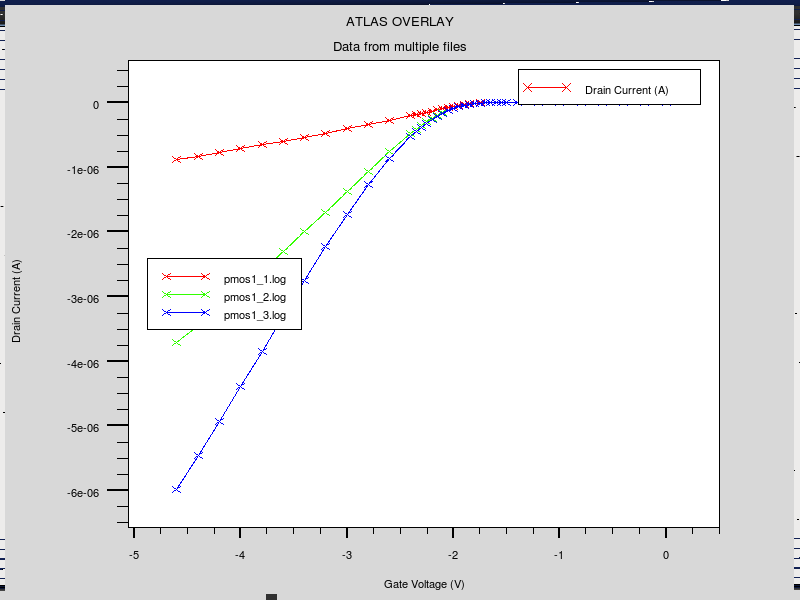 ATLAS OVERLAY
Data from multiple files
Drain Current (A)
0
-1e-06
-2e-06
-3e-06
-4e-06
-5e-06
-6e-06
Drain Current (A)
pmos1_1.log
pmos1_2.log
pmos1_3.log
-5 -4 -3 -2 -1 0
Gate Voltage (V)